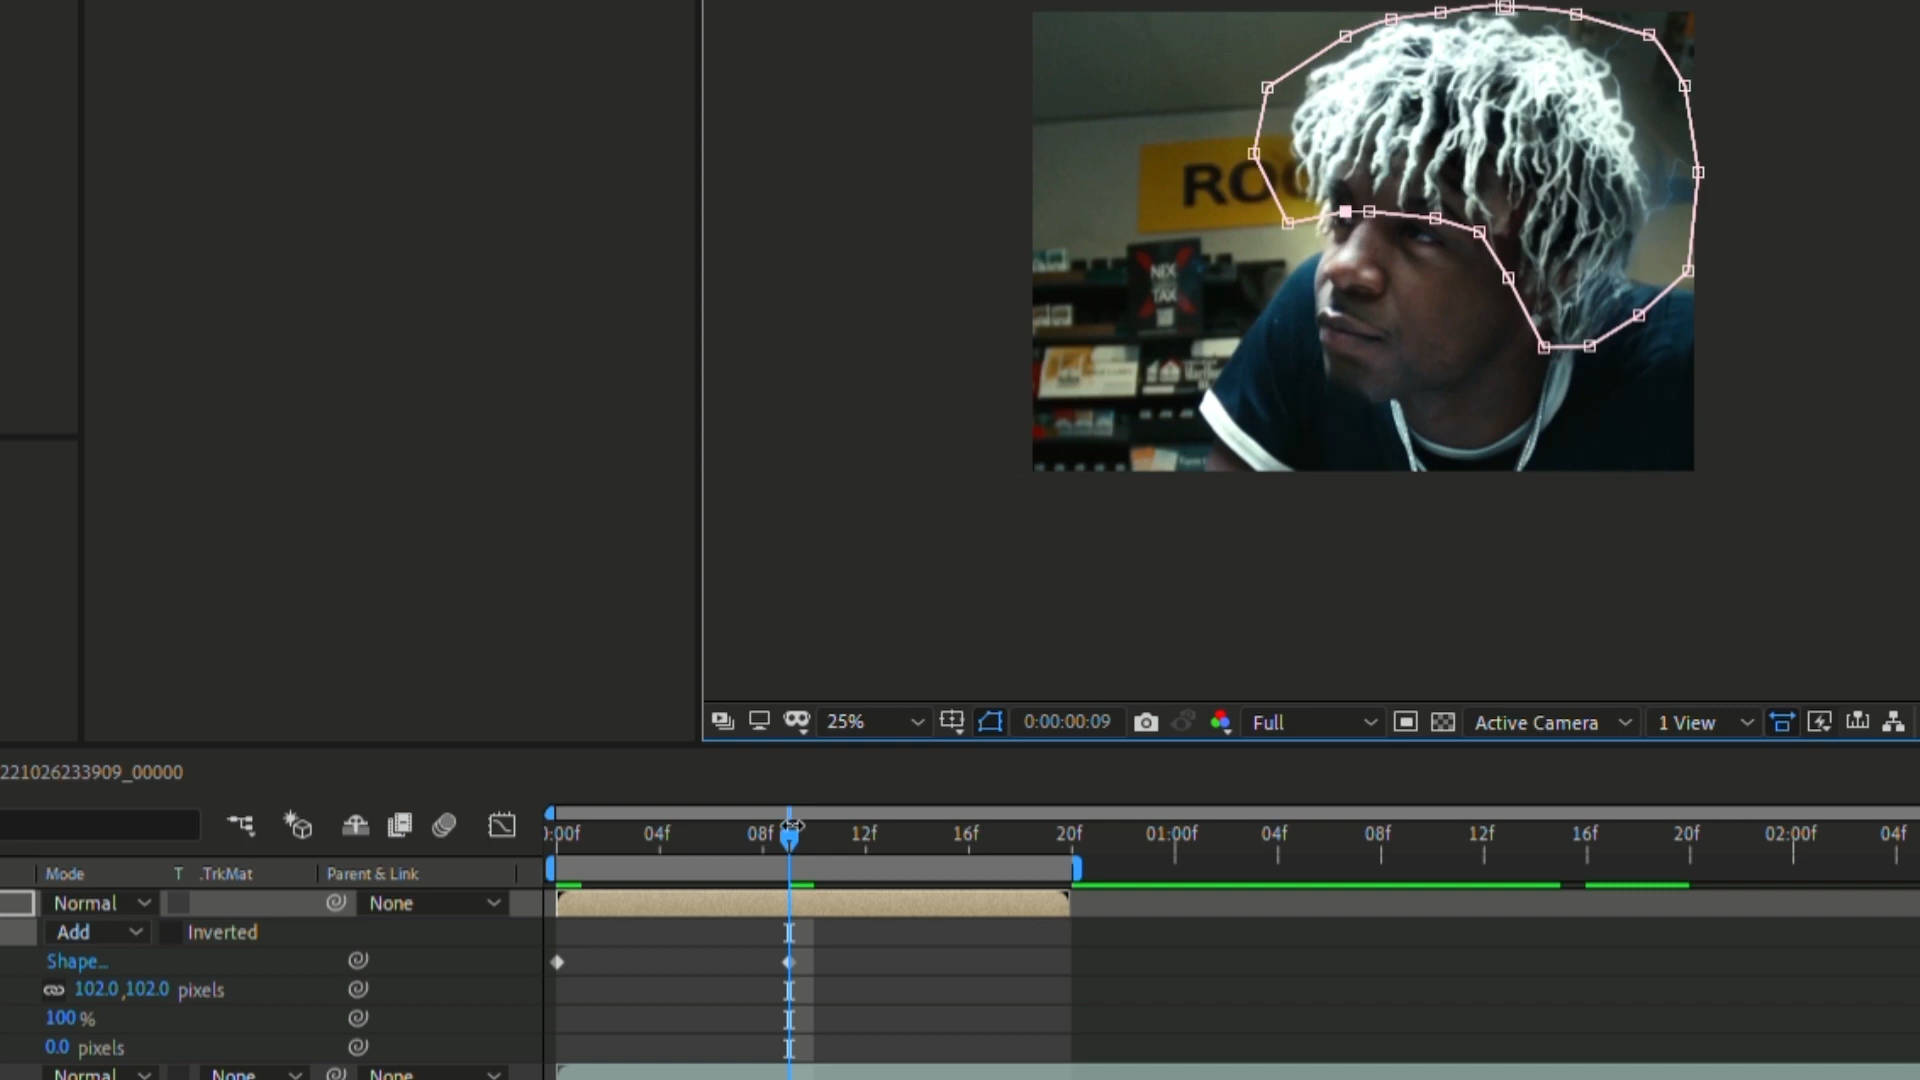 RO
NIX
TAX
25%
0:00:00:09
Full
Active Camera
1 View
221026233909_00000
:00f 04f 08f 12f 16f 20f 01:00f 04f 08f 12f 16f 20f 02:00f 04f
Mode T .TrkMat Parent & Link
Normal None
Add Inverted
Shape...
102.0,102.0 pixels
100 %
0.0 pixels
Normal None None